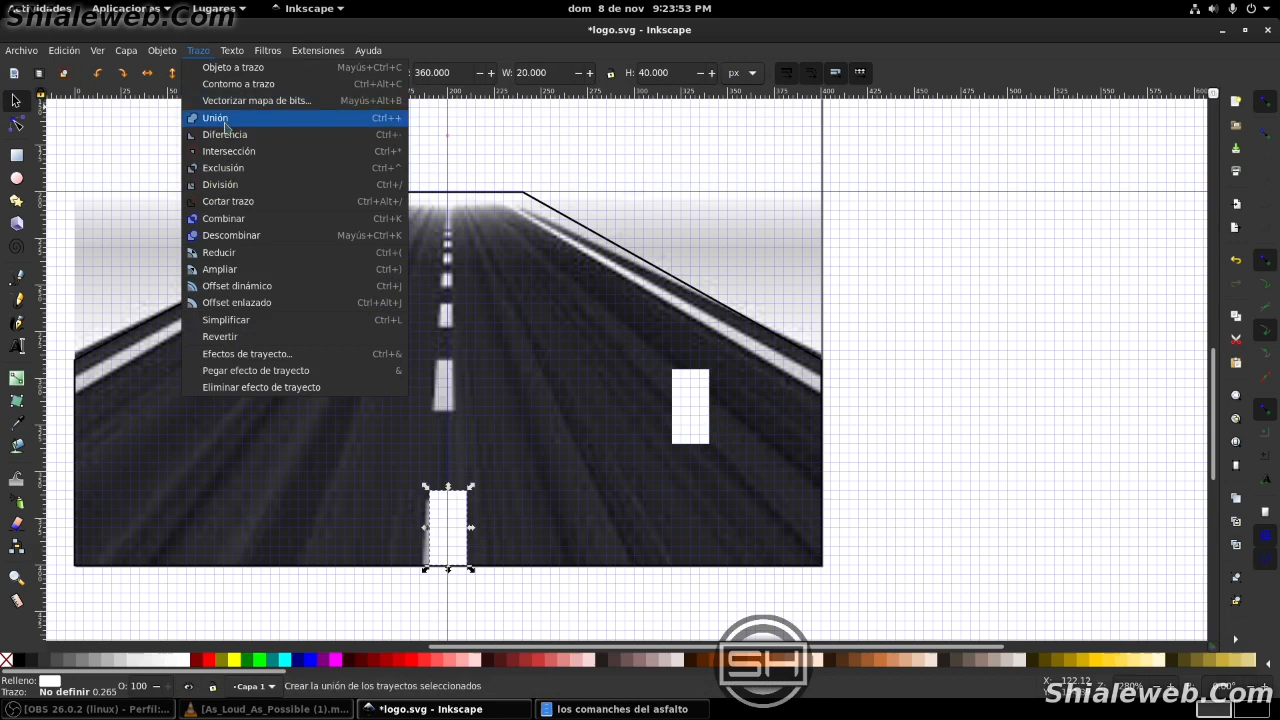 Actividades
Aplicaciones
Lugares
Inkscape
dom 8 de nov 9:23:53 PM
Shialeweb.Com
*logo.svg - Inkscape
Archivo Edición Ver Capa Objeto Trazo Texto Filtros Extensiones Ayuda
360.000 W: 20.000 H: 40.000 px
Objeto a trazo Mayús+Ctrl+C
Contorno a trazo Ctrl+Alt+C
Vectorizar mapa de bits... Mayús+Alt+B
Unión Ctrl++
Diferencia Ctrl+-
Intersección Ctrl+*
Exclusión Ctrl+^
División Ctrl+/
Cortar trazo Ctrl+Alt+/
Combinar Ctrl+K
Descombinar Mayús+Ctrl+K
Reducir Ctrl+(
Ampliar Ctrl+)
Offset dinámico Ctrl+J
Offset enlazado Ctrl+Alt+J
Simplificar Ctrl+L
Revertir
Efectos de trayecto... Ctrl+&
Pegar efecto de trayecto &
Eliminar efecto de trayecto
SH
Relleno:
Trazo: No definir 0.265
O: 100
Capa 1
Crear la unión de los trayectos seleccionados
X: 122.12
280%
0.00°
Shialeweb.Com
[OBS 26.0.2 (linux) - Perfil:...
[As_Loud_As_Possible (1).m...
*logo.svg - Inkscape
los comanches del asfalto